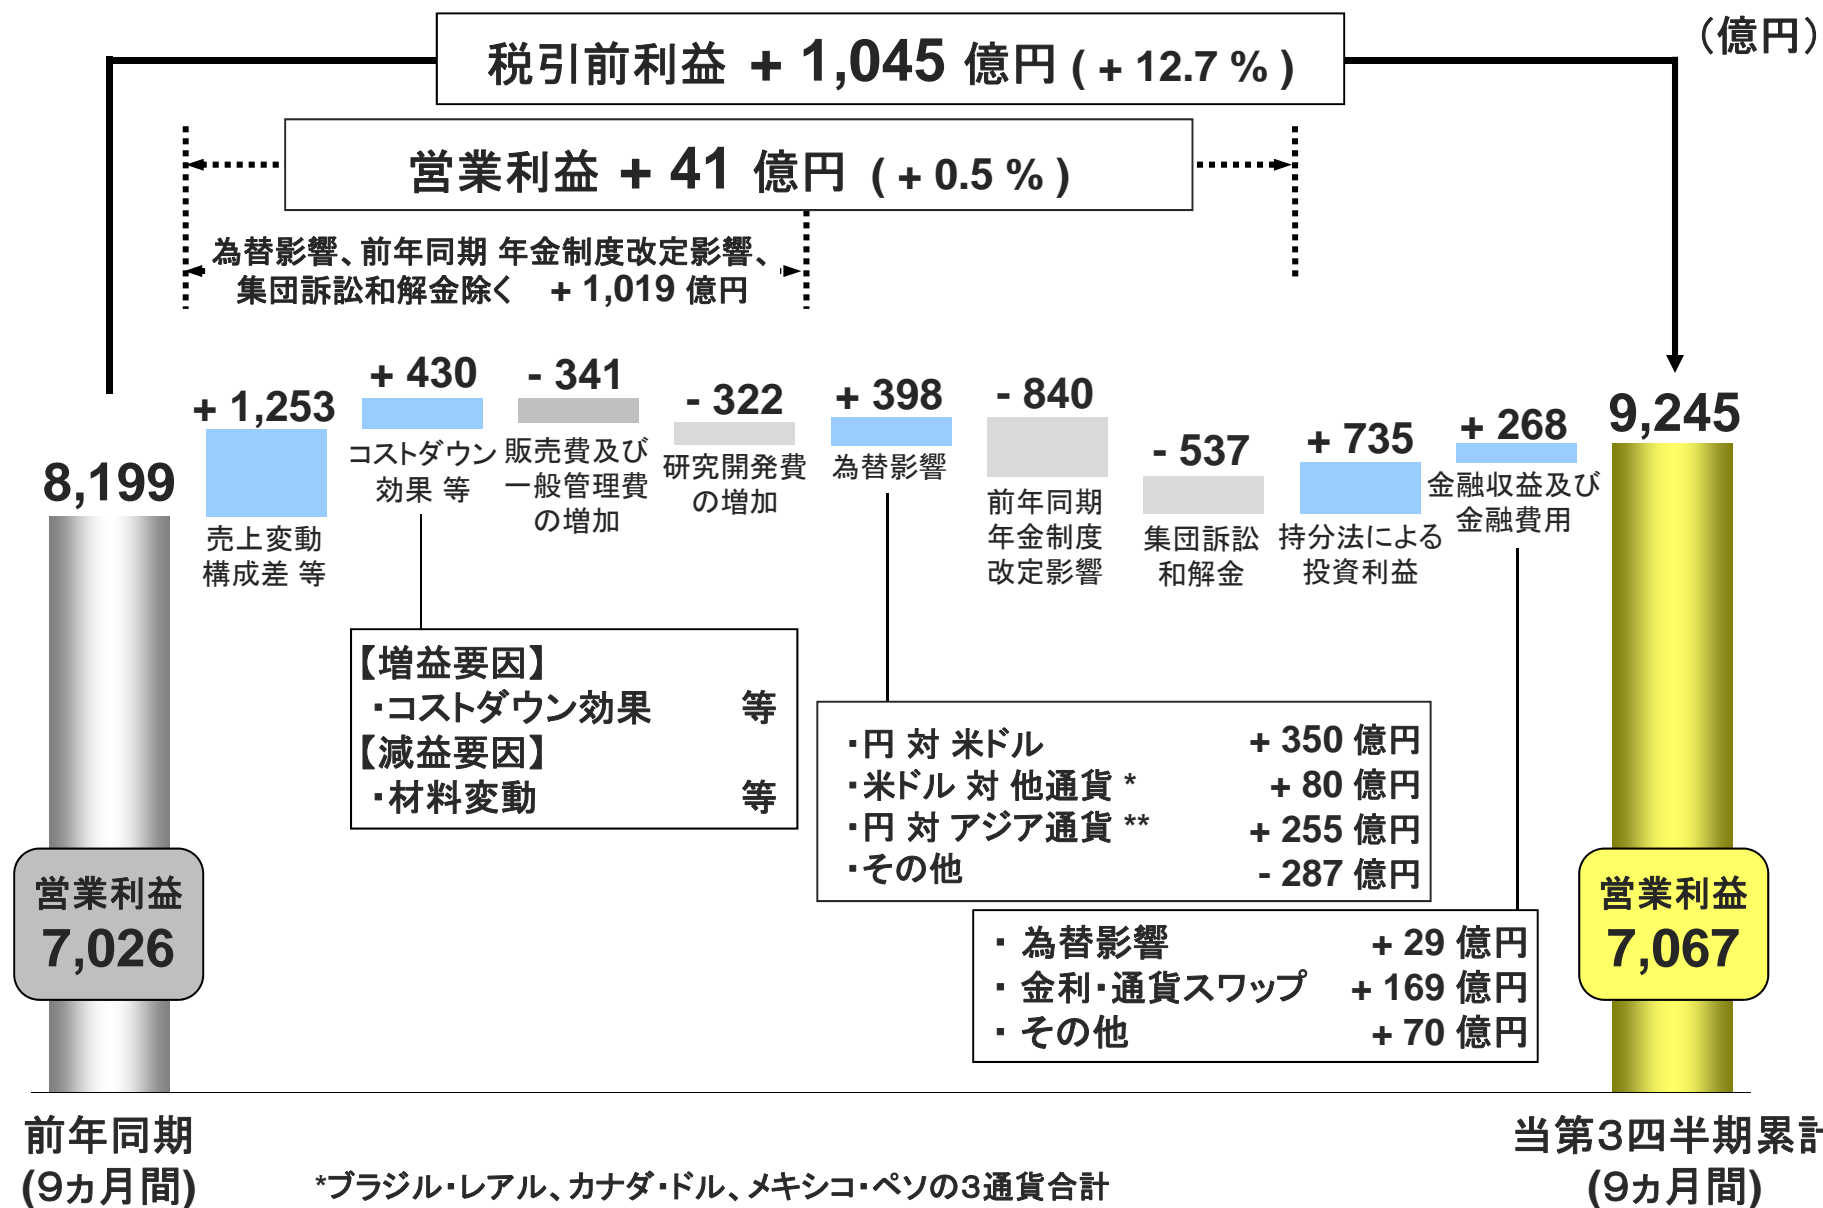 (億円)
税引前利益 + 1,045 億円 ( + 12.7 % )
営業利益 + 41 億円 ( + 0.5 % )
為替影響、前年同期 年金制度改定影響、
集団訴訟和解金除く + 1,019 億円
8,199
+ 1,253
売上変動
構成差 等
+ 430
コストダウン
効果 等
- 341
販売費及び
一般管理費
の増加
- 322
研究開発費
の増加
+ 398
為替影響
- 840
前年同期
年金制度
改定影響
- 537
集団訴訟
和解金
+ 735
持分法による
投資利益
+ 268
金融収益及び
金融費用
9,245
【増益要因】
・コストダウン効果 等
【減益要因】
・材料変動 等
・円 対 米ドル + 350 億円
・米ドル 対 他通貨 * + 80 億円
・円 対 アジア通貨 ** + 255 億円
・その他 - 287 億円
・ 為替影響 + 29 億円
・ 金利・通貨スワップ + 169 億円
・ その他 + 70 億円
営業利益
7,026
営業利益
7,067
前年同期
(9ヵ月間)
当第3四半期累計
(9ヵ月間)
*ブラジル・レアル、カナダ・ドル、メキシコ・ペソの3通貨合計